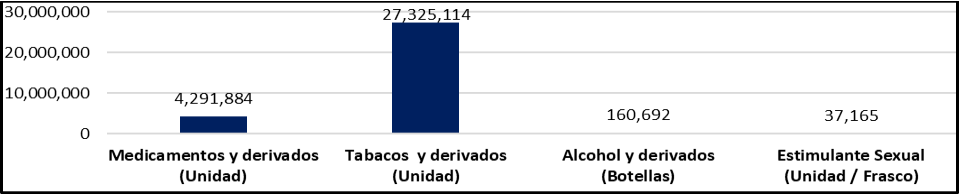 30,000,000
27,325,114
20,000,000
10,000,000
4,291,884
160,692
37,165
0
Medicamentos y derivados
(Unidad)
Tabacos y derivados
(Unidad)
Alcohol y derivados
(Botellas)
Estimulante Sexual
(Unidad / Frasco)